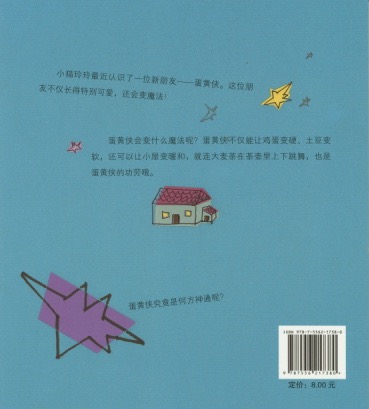 小猫玲玲最近认识了一位新朋友——蛋黄侠。这位朋
友不仅长得特别可爱，还会变魔法！
蛋黄侠会变什么魔法呢？蛋黄侠不仅能让鸡蛋变硬、土豆变
软，还可以让小屋变暖和，就连大麦茶在茶壶里上下跳舞，也是
蛋黄侠的功劳哦。
蛋黄侠究竟是何方神通呢？
ISBN 978-7-5562-1738-0
9 787556 217380
定价：8.00 元